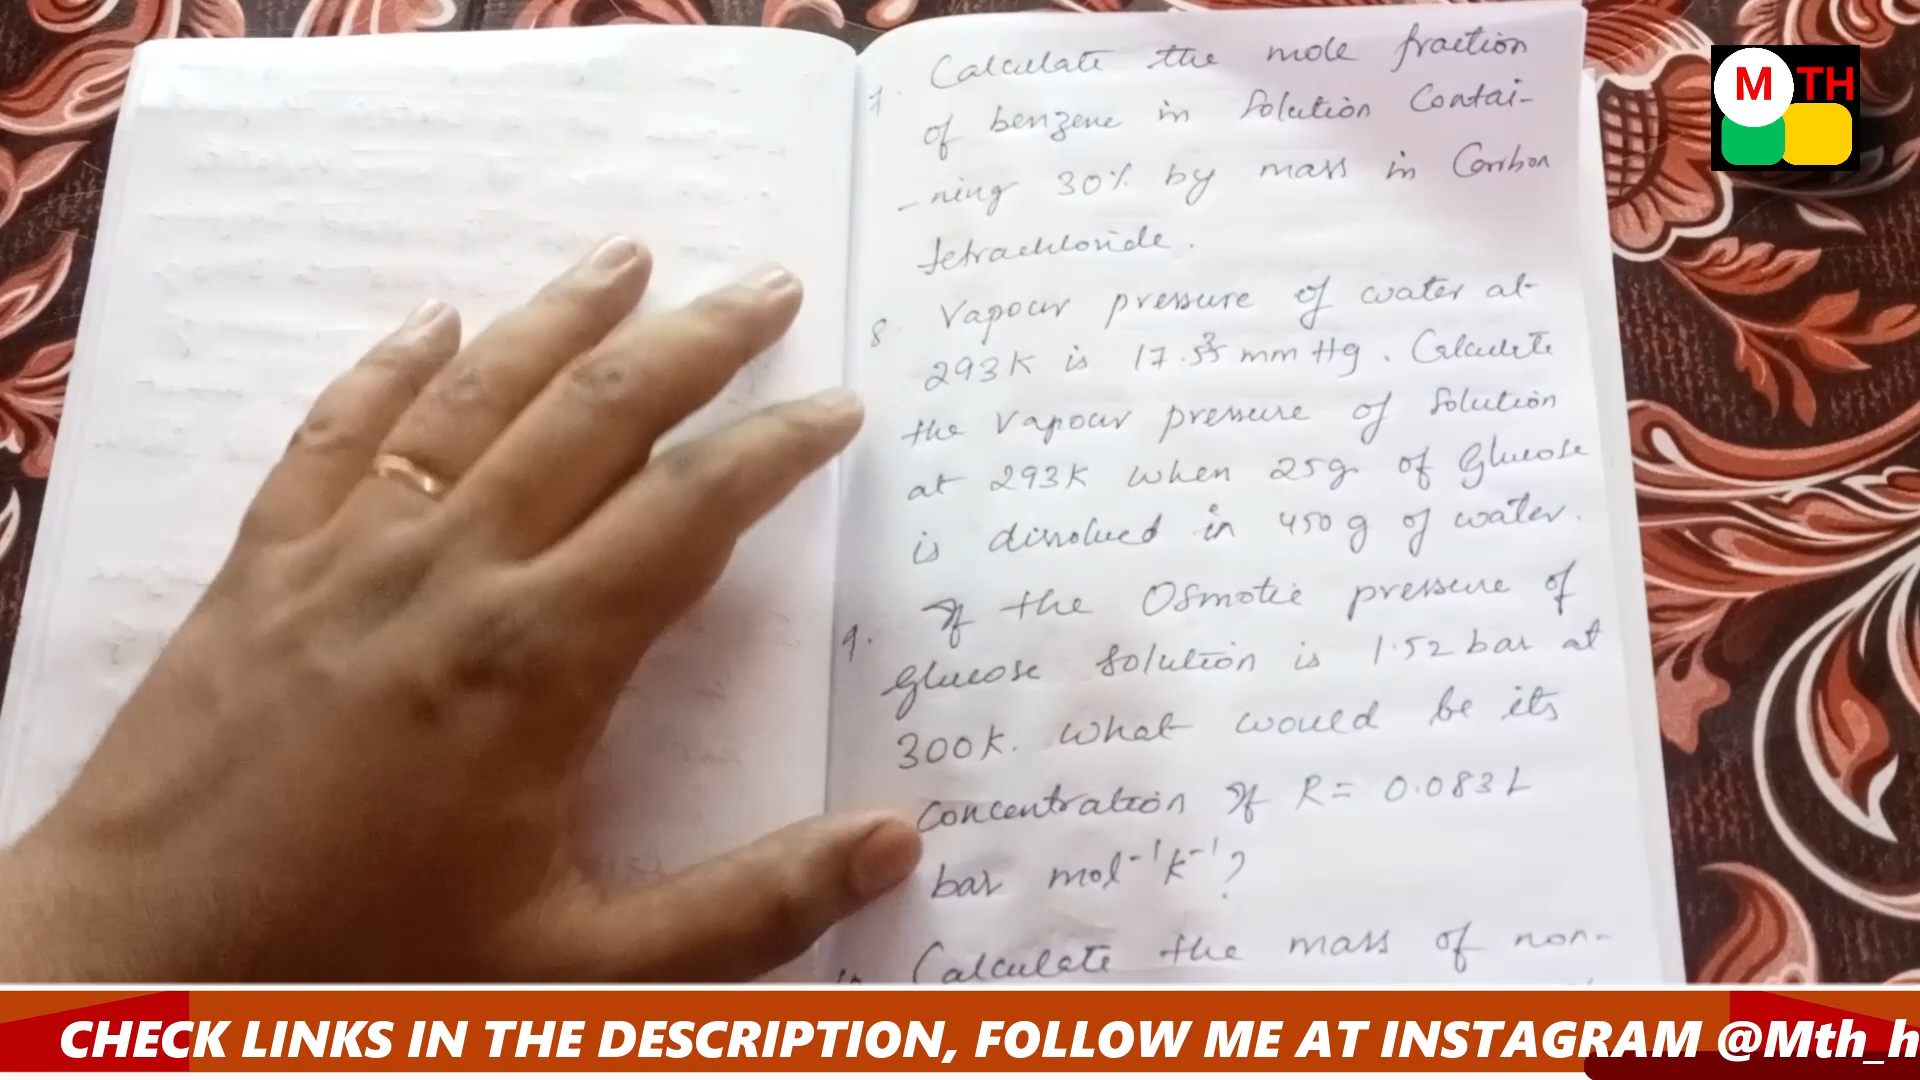 7. Calculate the mole fraction
of benzene in Solution Contai-
-ning 30% by mass in Carbon
tetrachloride.
8. Vapour pressure of water at
293K is 17.535 mm Hg. Calculate
the vapour pressure of solution
at 293K when 25g of Glucose
is dissolved in 450g of water.
9. If the Osmotic pressure of
glucose solution is 1.52 bar at
300K. What would be its
concentration If R = 0.083 L
bar mol⁻¹ K⁻¹?
Calculate the mass of non-
M TH
CHECK LINKS IN THE DESCRIPTION, FOLLOW ME AT INSTAGRAM @Mth_h